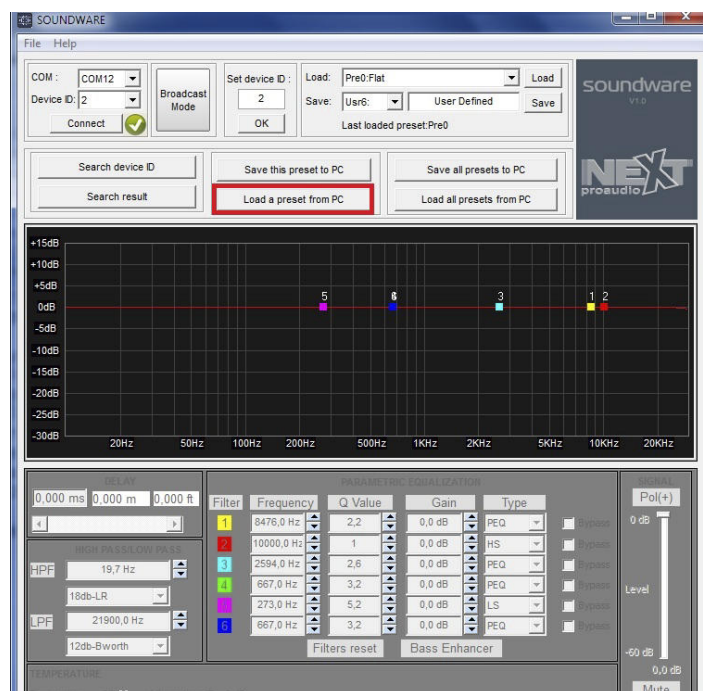 SOUNDWARE
File Help
COM : COM12
Device ID: 2
Connect
Broadcast
Mode
Set device ID :
2
OK
Load: Pre0:Flat Load
Save: Usr6: User Defined Save
Last loaded preset:Pre0
soundware
V1.0
Search device ID
Search result
Save this preset to PC
Load a preset from PC
Save all presets to PC
Load all presets from PC
NEXT
proaudio
+15dB
+10dB
+5dB
0dB
-5dB
-10dB
-15dB
-20dB
-25dB
-30dB
5 3 1 2
20Hz 50Hz 100Hz 200Hz 500Hz 1KHz 2KHz 5KHz 10KHz 20KHz
DELAY
0,000 ms 0,000 m 0,000 ft
HIGH PASS/LOW PASS
HPF 19,7 Hz
18db-LR
LPF 21900,0 Hz
12db-Bworth
TEMPERATURE
PARAMETRIC EQUALIZATION
Filter Frequency Q Value Gain Type
1 8476,0 Hz 2,2 0,0 dB PEQ Bypass
2 10000,0 Hz 1 0,0 dB HS Bypass
3 2594,0 Hz 2,6 0,0 dB PEQ Bypass
4 667,0 Hz 3,2 0,0 dB PEQ Bypass
273,0 Hz 5,2 0,0 dB LS Bypass
6 667,0 Hz 3,2 0,0 dB PEQ Bypass
Filters reset Bass Enhancer
SIGNAL
Pol(+)
0 dB
Level
-60 dB
0,0 dB
Mute